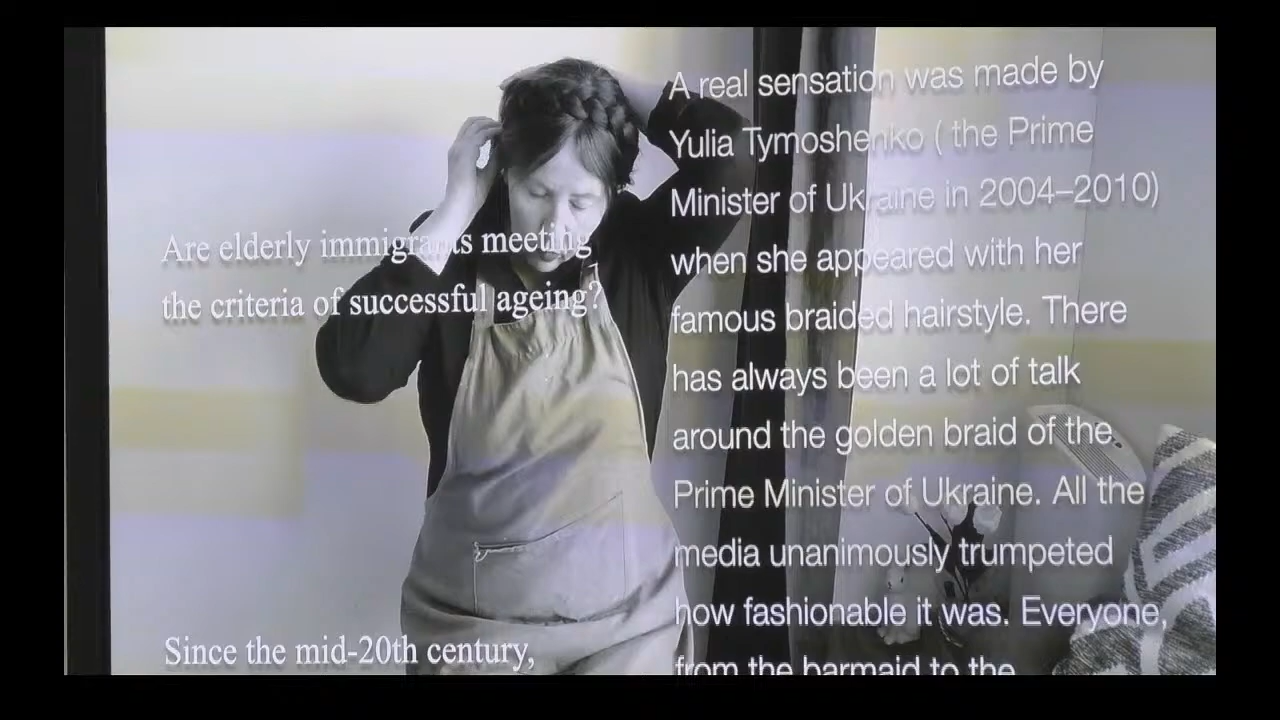 Are elderly immigrants meeting
the criteria of successful ageing?
Since the mid-20th century,
A real sensation was made by
Yulia Tymoshenko ( the Prime
Minister of Ukraine in 2004–2010)
when she appeared with her
famous braided hairstyle. There
has always been a lot of talk
around the golden braid of the
Prime Minister of Ukraine. All the
media unanimously trumpeted
how fashionable it was. Everyone,
from the barmaid to the